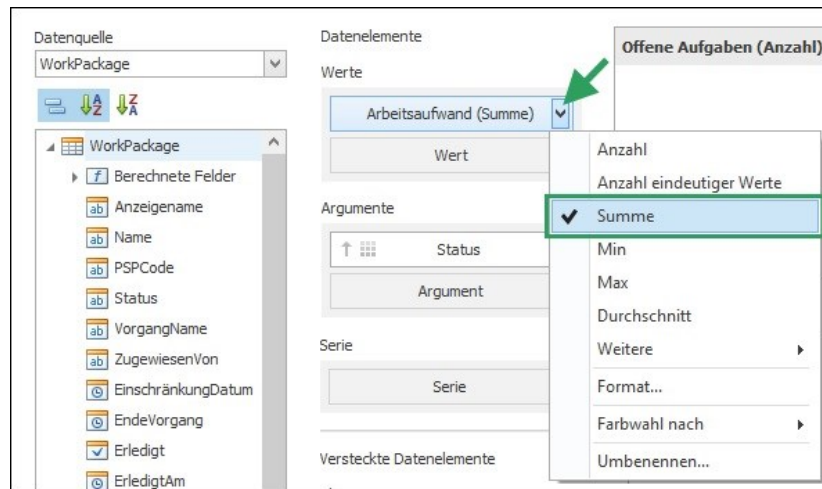 Datenquelle
WorkPackage
WorkPackage
Berechnete Felder
Anzeigename
Name
PSPCode
Status
VorgangName
ZugewiesenVon
EinschränkungDatum
EndeVorgang
Erledigt
ErledigtAm
Datenelemente
Werte
Arbeitsaufwand (Summe)
Wert
Argumente
Status
Argument
Serie
Serie
Versteckte Datenelemente
Offene Aufgaben (Anzahl)
Anzahl
Anzahl eindeutiger Werte
Summe
Min
Max
Durchschnitt
Weitere
Format...
Farbwahl nach
Umbenennen...